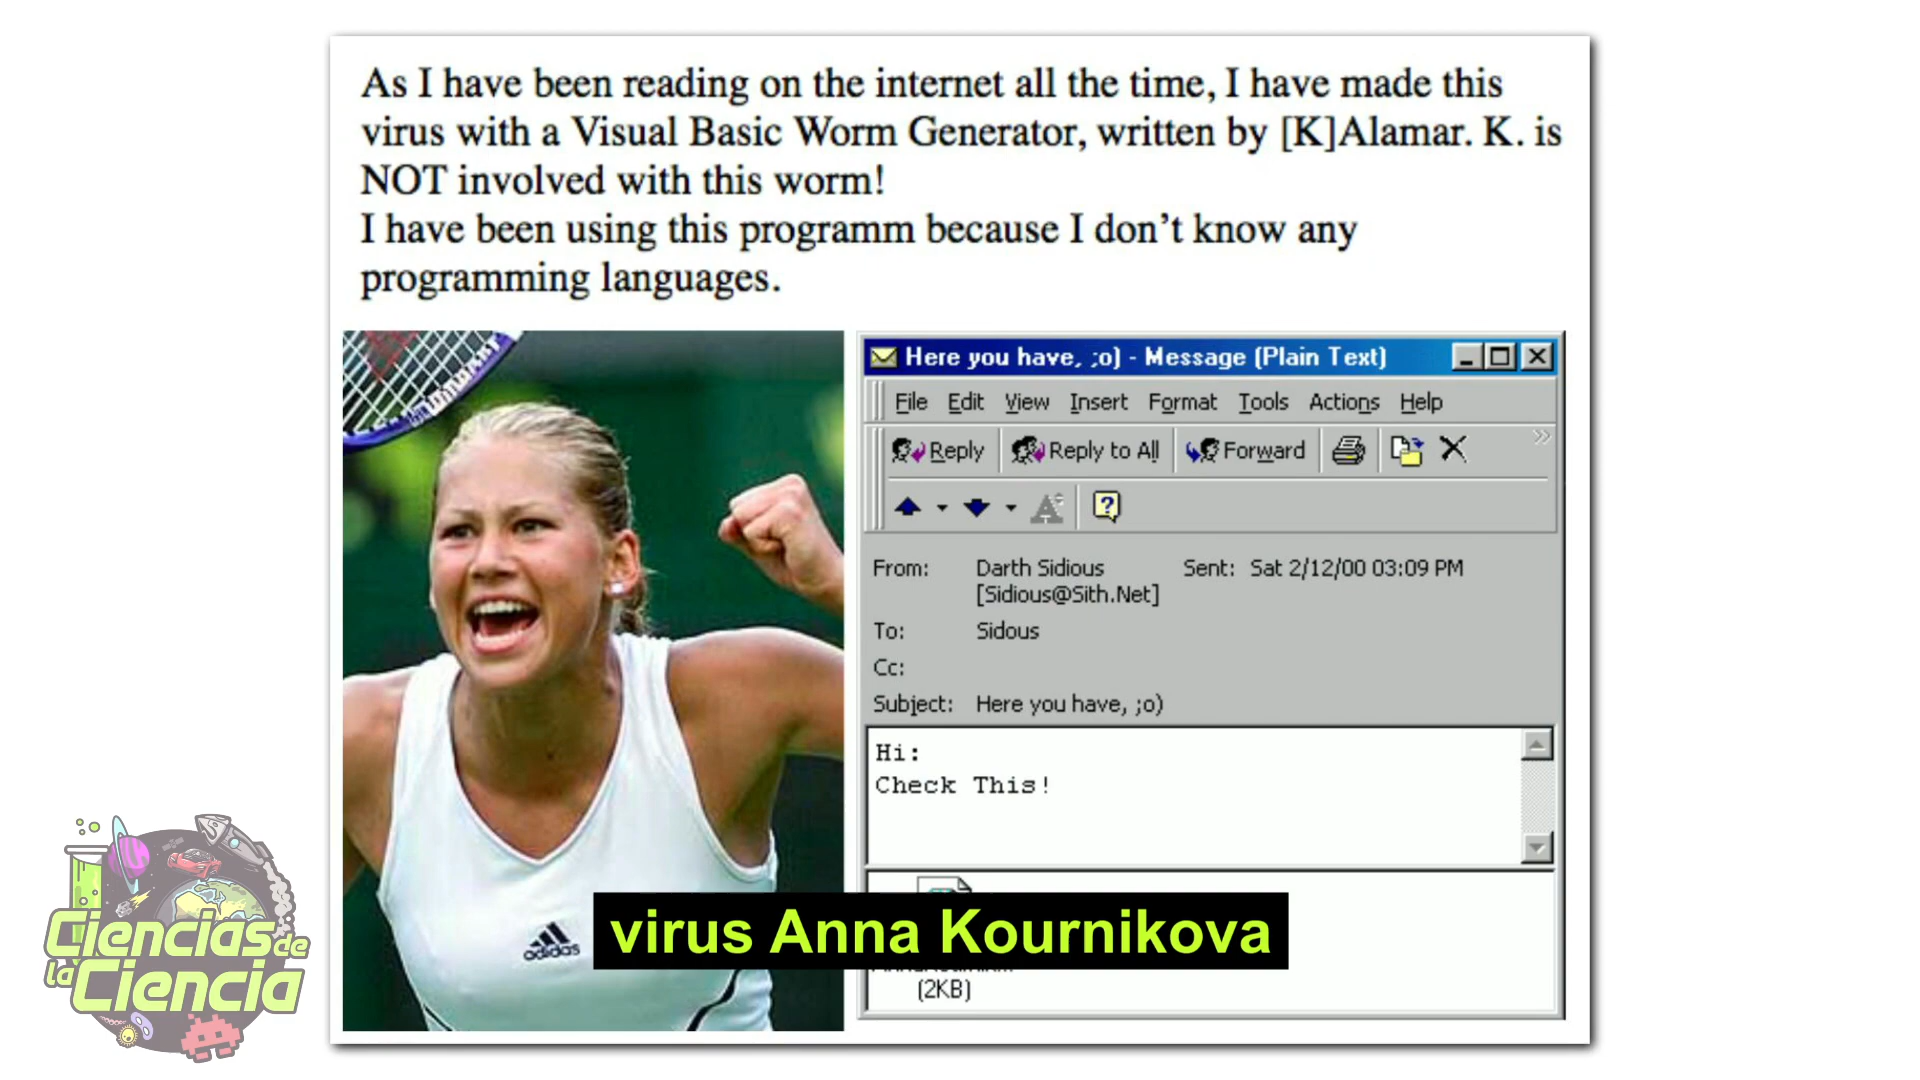 As I have been reading on the internet all the time, I have made this
virus with a Visual Basic Worm Generator, written by [K]Alamar. K. is
NOT involved with this worm!
I have been using this programm because I don't know any
programming languages.
Here you have, ;o) - Message (Plain Text)
File Edit View Insert Format Tools Actions Help
Reply Reply to All Forward
From: Darth Sidious Sent: Sat 2/12/00 03:09 PM
[Sidious@Sith.Net]
To: Sidous
Cc:
Subject: Here you have, ;o)
Hi:
Check This!
(2KB)
adidas
virus Anna Kournikova
Ciencias de
la Ciencia